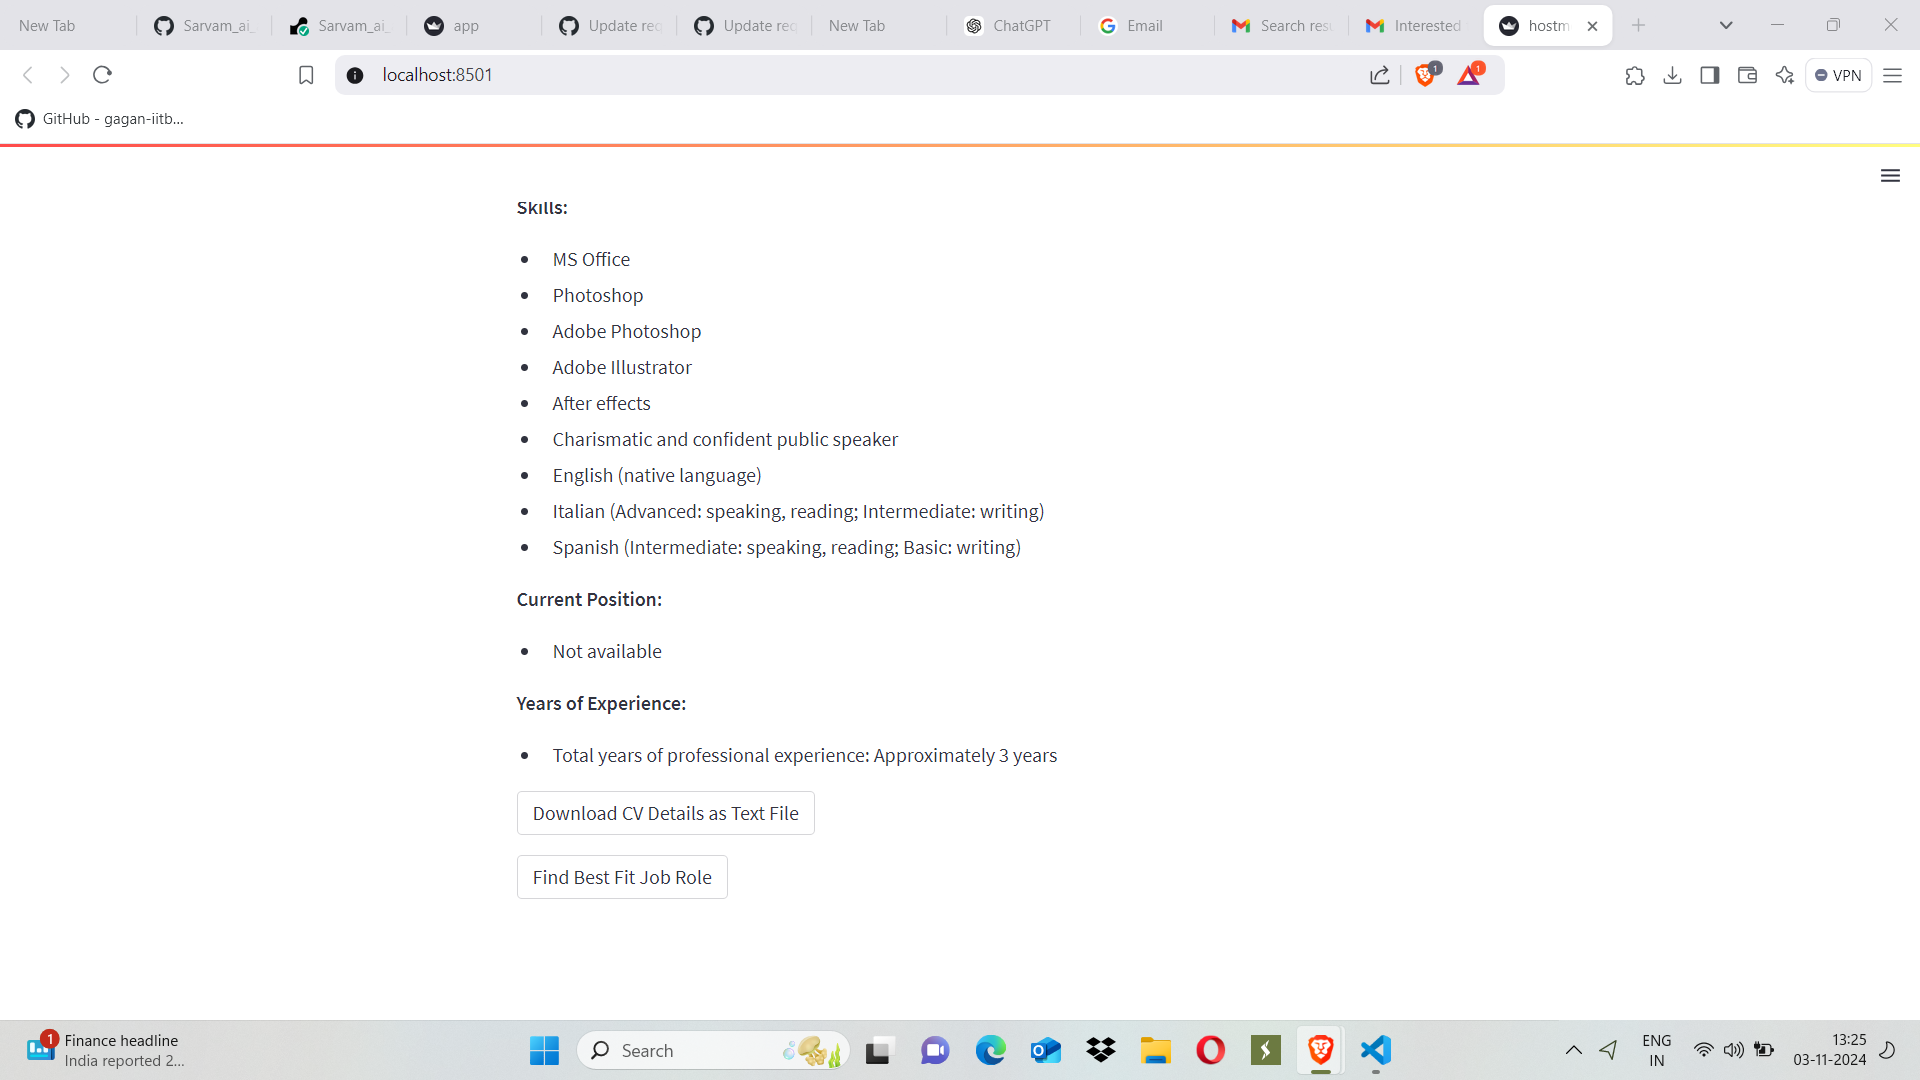 New Tab
Sarvam_ai_
Sarvam_ai_
app
Update req
Update req
New Tab
ChatGPT
Email
Search resu
Interested
hostm
localhost:8501
1
1
VPN
GitHub - gagan-iitb...
Skills:
MS Office
Photoshop
Adobe Photoshop
Adobe Illustrator
After effects
Charismatic and confident public speaker
English (native language)
Italian (Advanced: speaking, reading; Intermediate: writing)
Spanish (Intermediate: speaking, reading; Basic: writing)
Current Position:
Not available
Years of Experience:
Total years of professional experience: Approximately 3 years
Download CV Details as Text File
Find Best Fit Job Role
1
Finance headline
India reported 2...
Search
ENG
IN
13:25
03-11-2024